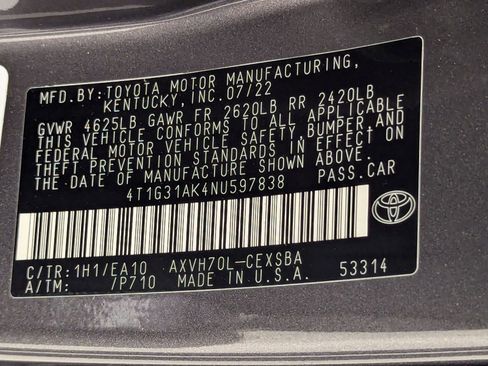 MFD. BY: TOYOTA MOTOR MANUFACTURING,
KENTUCKY, INC. 07/22
GVWR 4625LB GAWR FR 2620LB RR 2420LB
THIS VEHICLE CONFORMS TO ALL APPLICABLE
FEDERAL MOTOR VEHICLE SAFETY, BUMPER, AND
THEFT PREVENTION STANDARDS IN EFFECT ON
THE DATE OF MANUFACTURE SHOWN ABOVE.
4T1G31AK4NU597838 PASS. CAR
C/TR: 1H1/EA10 AXVH70L-CEXSBA
A/TM: /P710 MADE IN U.S.A. 53314